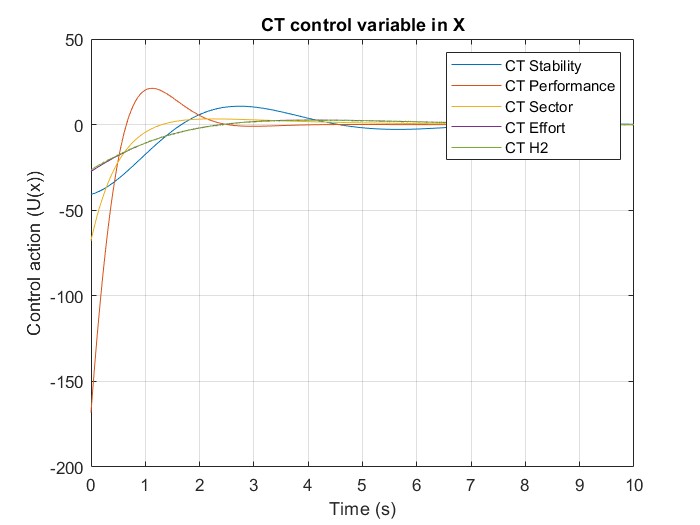 CT control variable in X
CT Stability
CT Performance
CT Sector
CT Effort
CT H2
Control action (U(x))
50
0
-50
-100
-150
-200
0 1 2 3 4 5 6 7 8 9 10
Time (s)